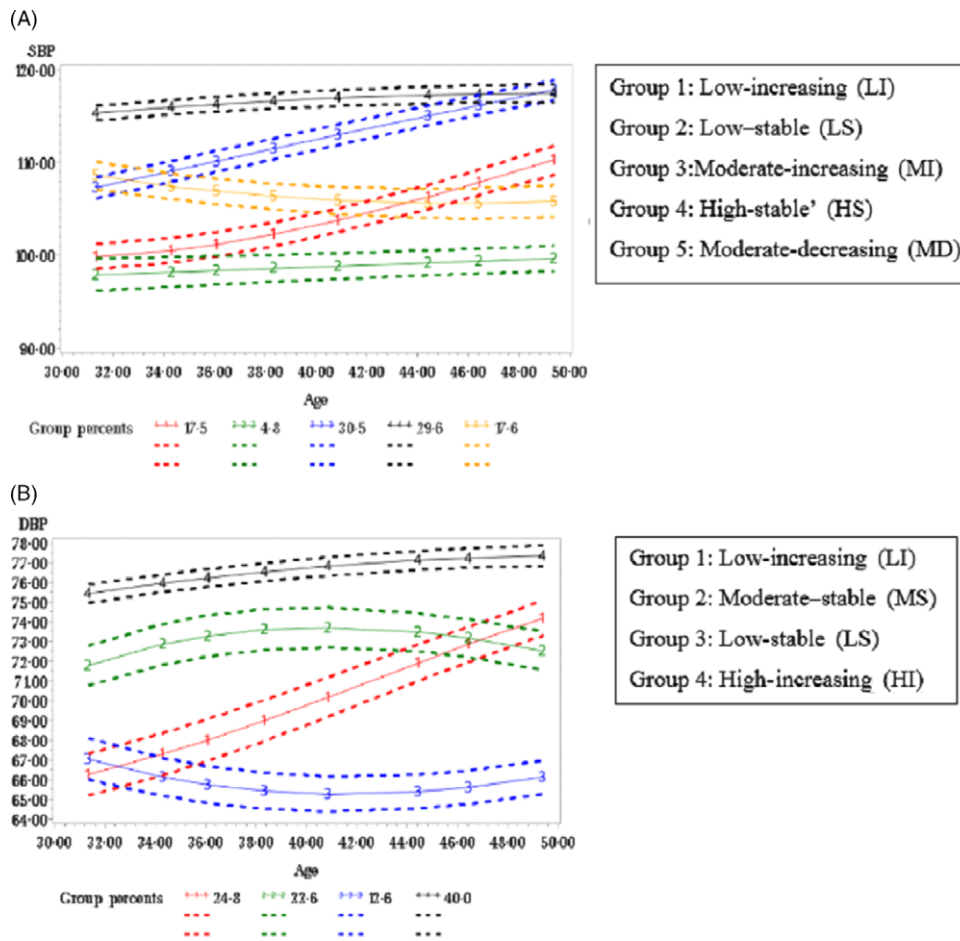 (A)
SBP
120·00
110·00
100·00
90·00
30·00 32·00 34·00 36·00 38·00 40·00 42·00 44·00 46·00 48·00 50·00
Age
Group percents 17·5 4·8 30·5 29·6 17·6
Group 1: Low-increasing (LI)
Group 2: Low–stable (LS)
Group 3:Moderate-increasing (MI)
Group 4: High-stable’ (HS)
Group 5: Moderate-decreasing (MD)
(B)
DBP
78·00
77·00
76·00
75·00
74·00
73·00
72·00
71·00
70·00
69·00
68·00
67·00
66·00
65·00
64·00
30·00 32·00 34·00 36·00 38·00 40·00 42·00 44·00 46·00 48·00 50·00
Age
Group percents 24·8 22·6 12·6 40·0
Group 1: Low-increasing (LI)
Group 2: Moderate–stable (MS)
Group 3: Low-stable (LS)
Group 4: High-increasing (HI)